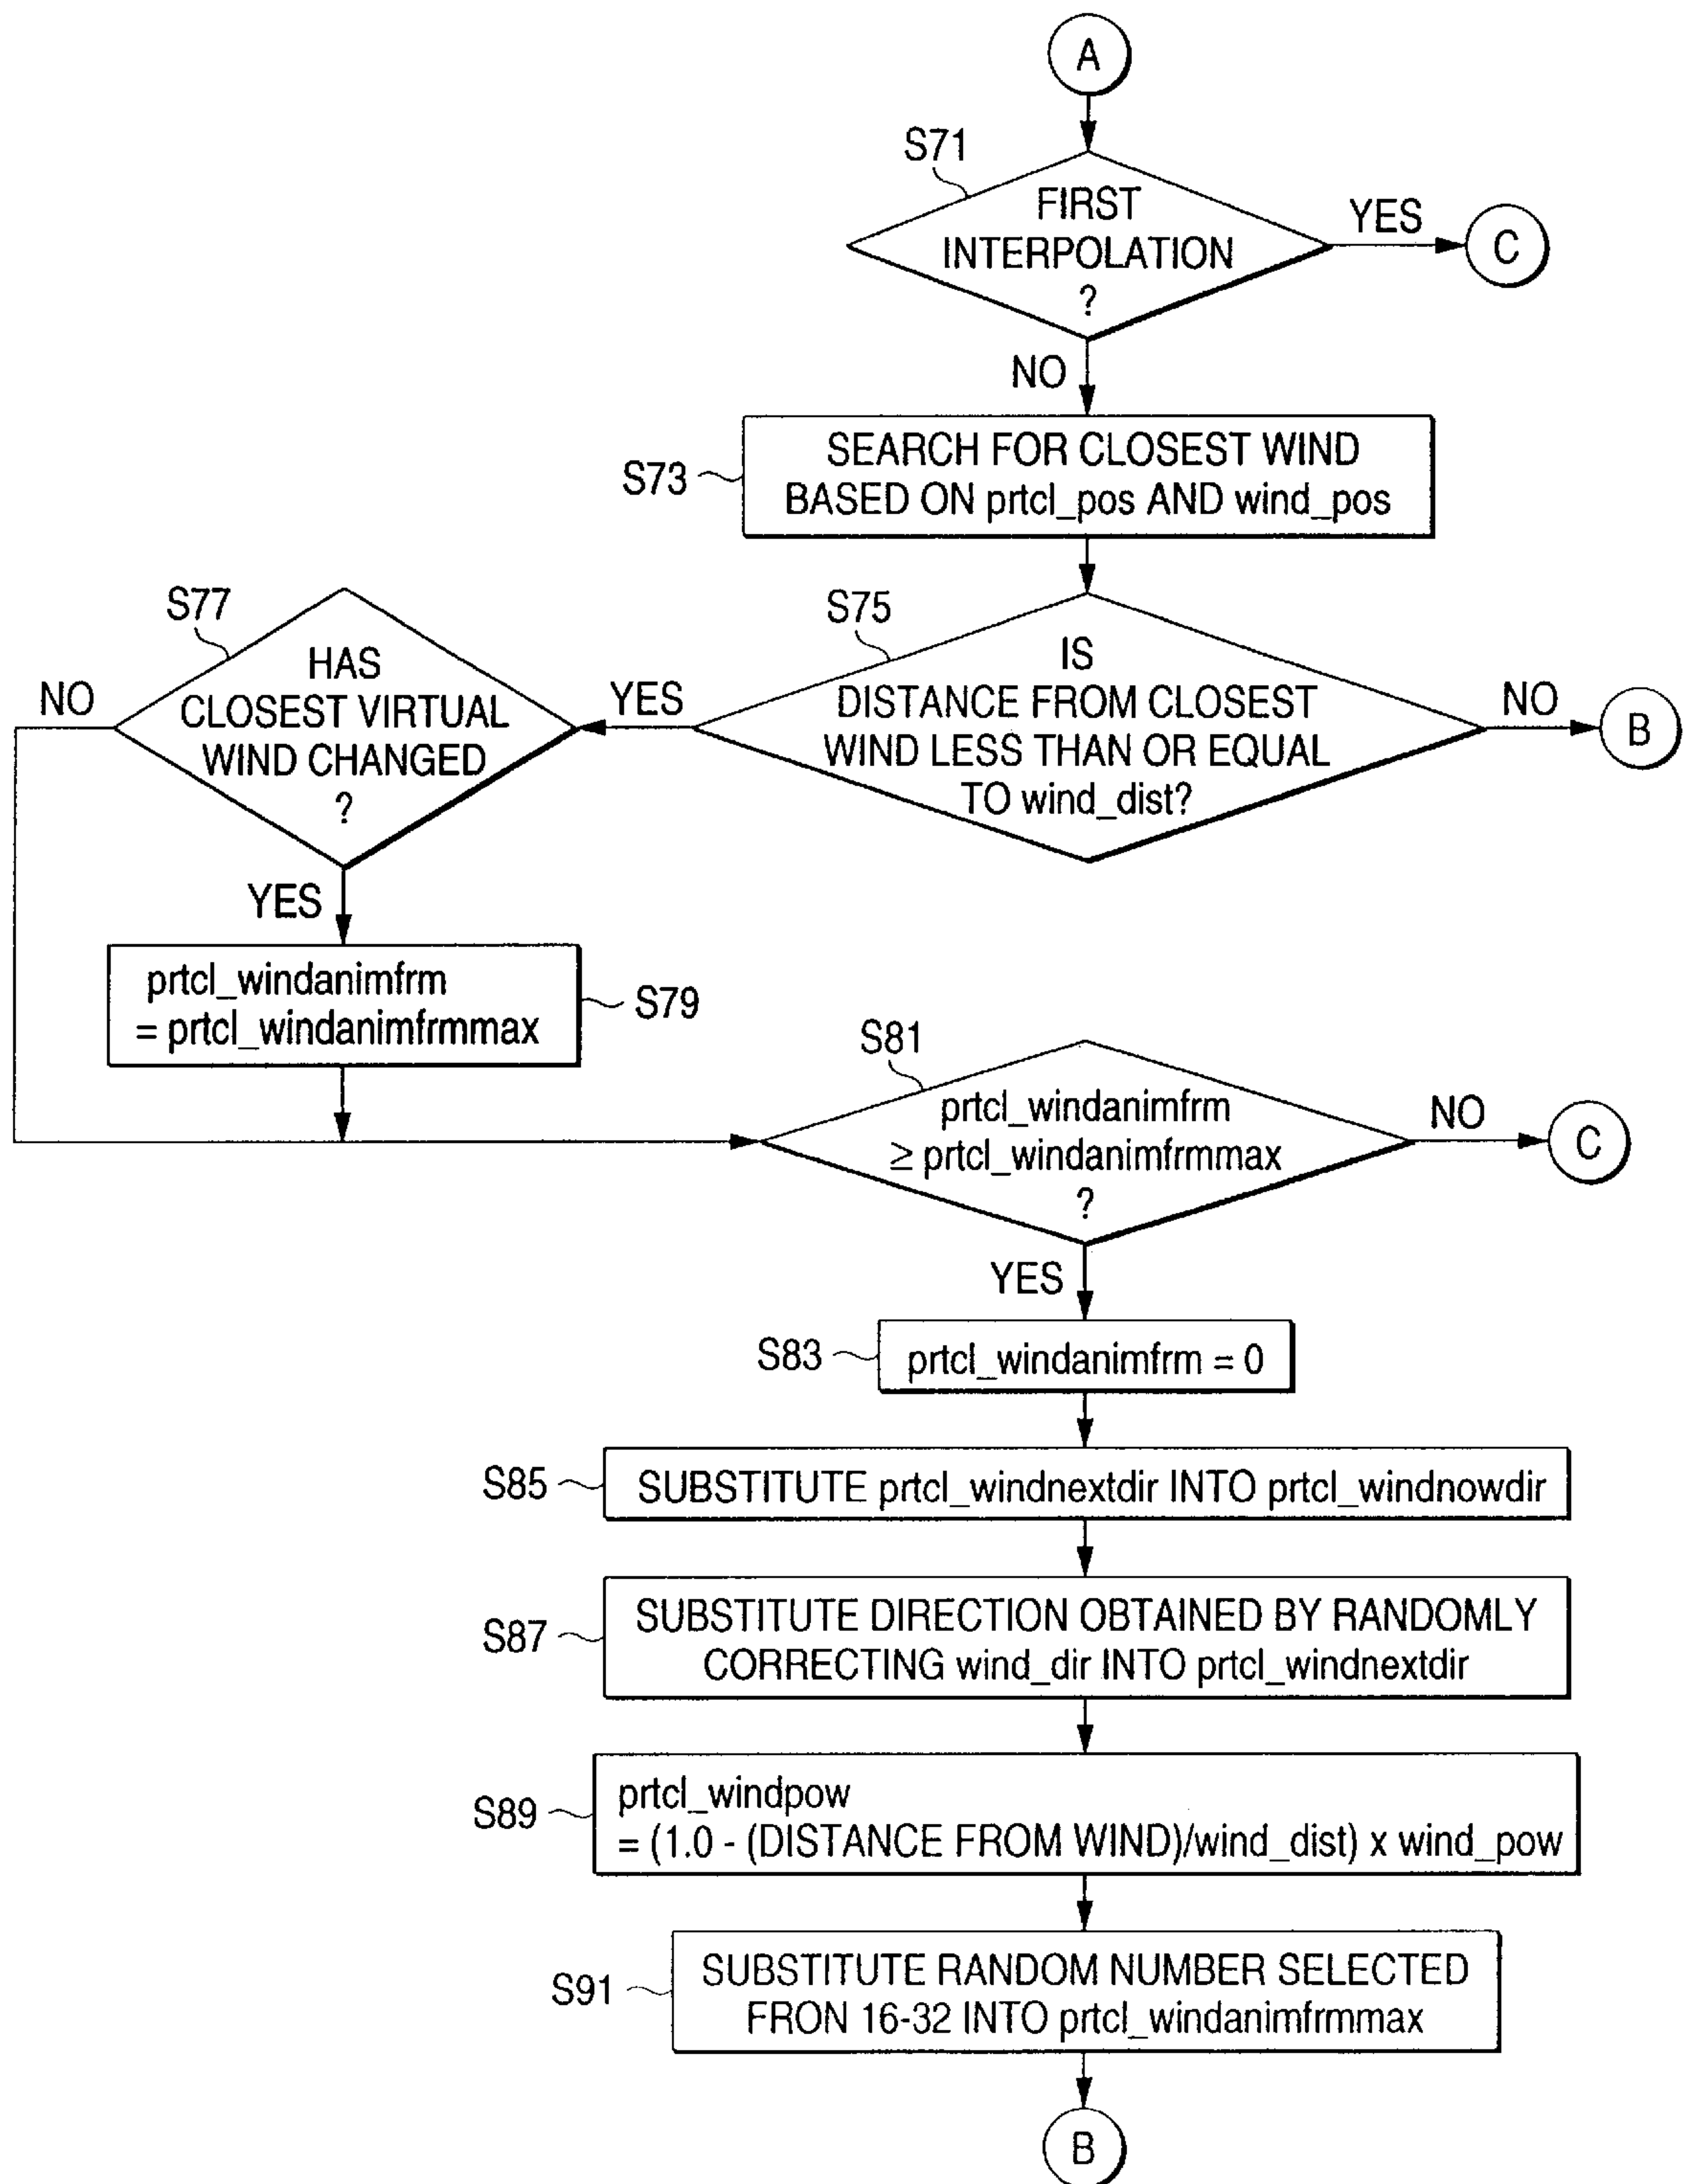 A
S71
FIRST
INTERPOLATION
?
YES
C
NO
S73
SEARCH FOR CLOSEST WIND
BASED ON prtcl_pos AND wind_pos
S75
IS
DISTANCE FROM CLOSEST
WIND LESS THAN OR EQUAL
TO wind_dist?
NO
B
YES
S77
HAS
CLOSEST VIRTUAL
WIND CHANGED
?
NO
YES
S79
prtcl_windanimfrm
= prtcl_windanimfrmmax
S81
prtcl_windanimfrm
≥ prtcl_windanimfrmmax
?
NO
C
YES
S83
prtcl_windanimfrm = 0
S85
SUBSTITUTE prtcl_windnextdir INTO prtcl_windnowdir
S87
SUBSTITUTE DIRECTION OBTAINED BY RANDOMLY
CORRECTING wind_dir INTO prtcl_windnextdir
S89
prtcl_windpow
= (1.0 - (DISTANCE FROM WIND)/wind_dist) x wind_pow
S91
SUBSTITUTE RANDOM NUMBER SELECTED
FRON 16-32 INTO prtcl_windanimfrmmax
B